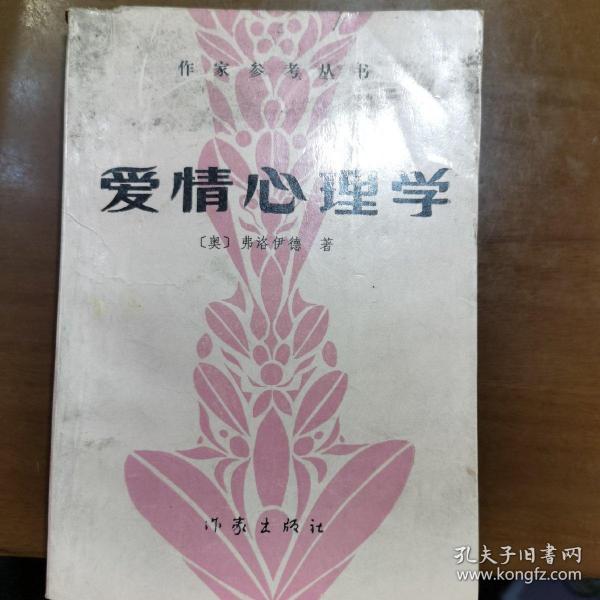 作家参考丛书
爱情心理学
〔奥〕弗洛伊德 著
作家出版社
孔夫子旧書网
www.kongfz.com